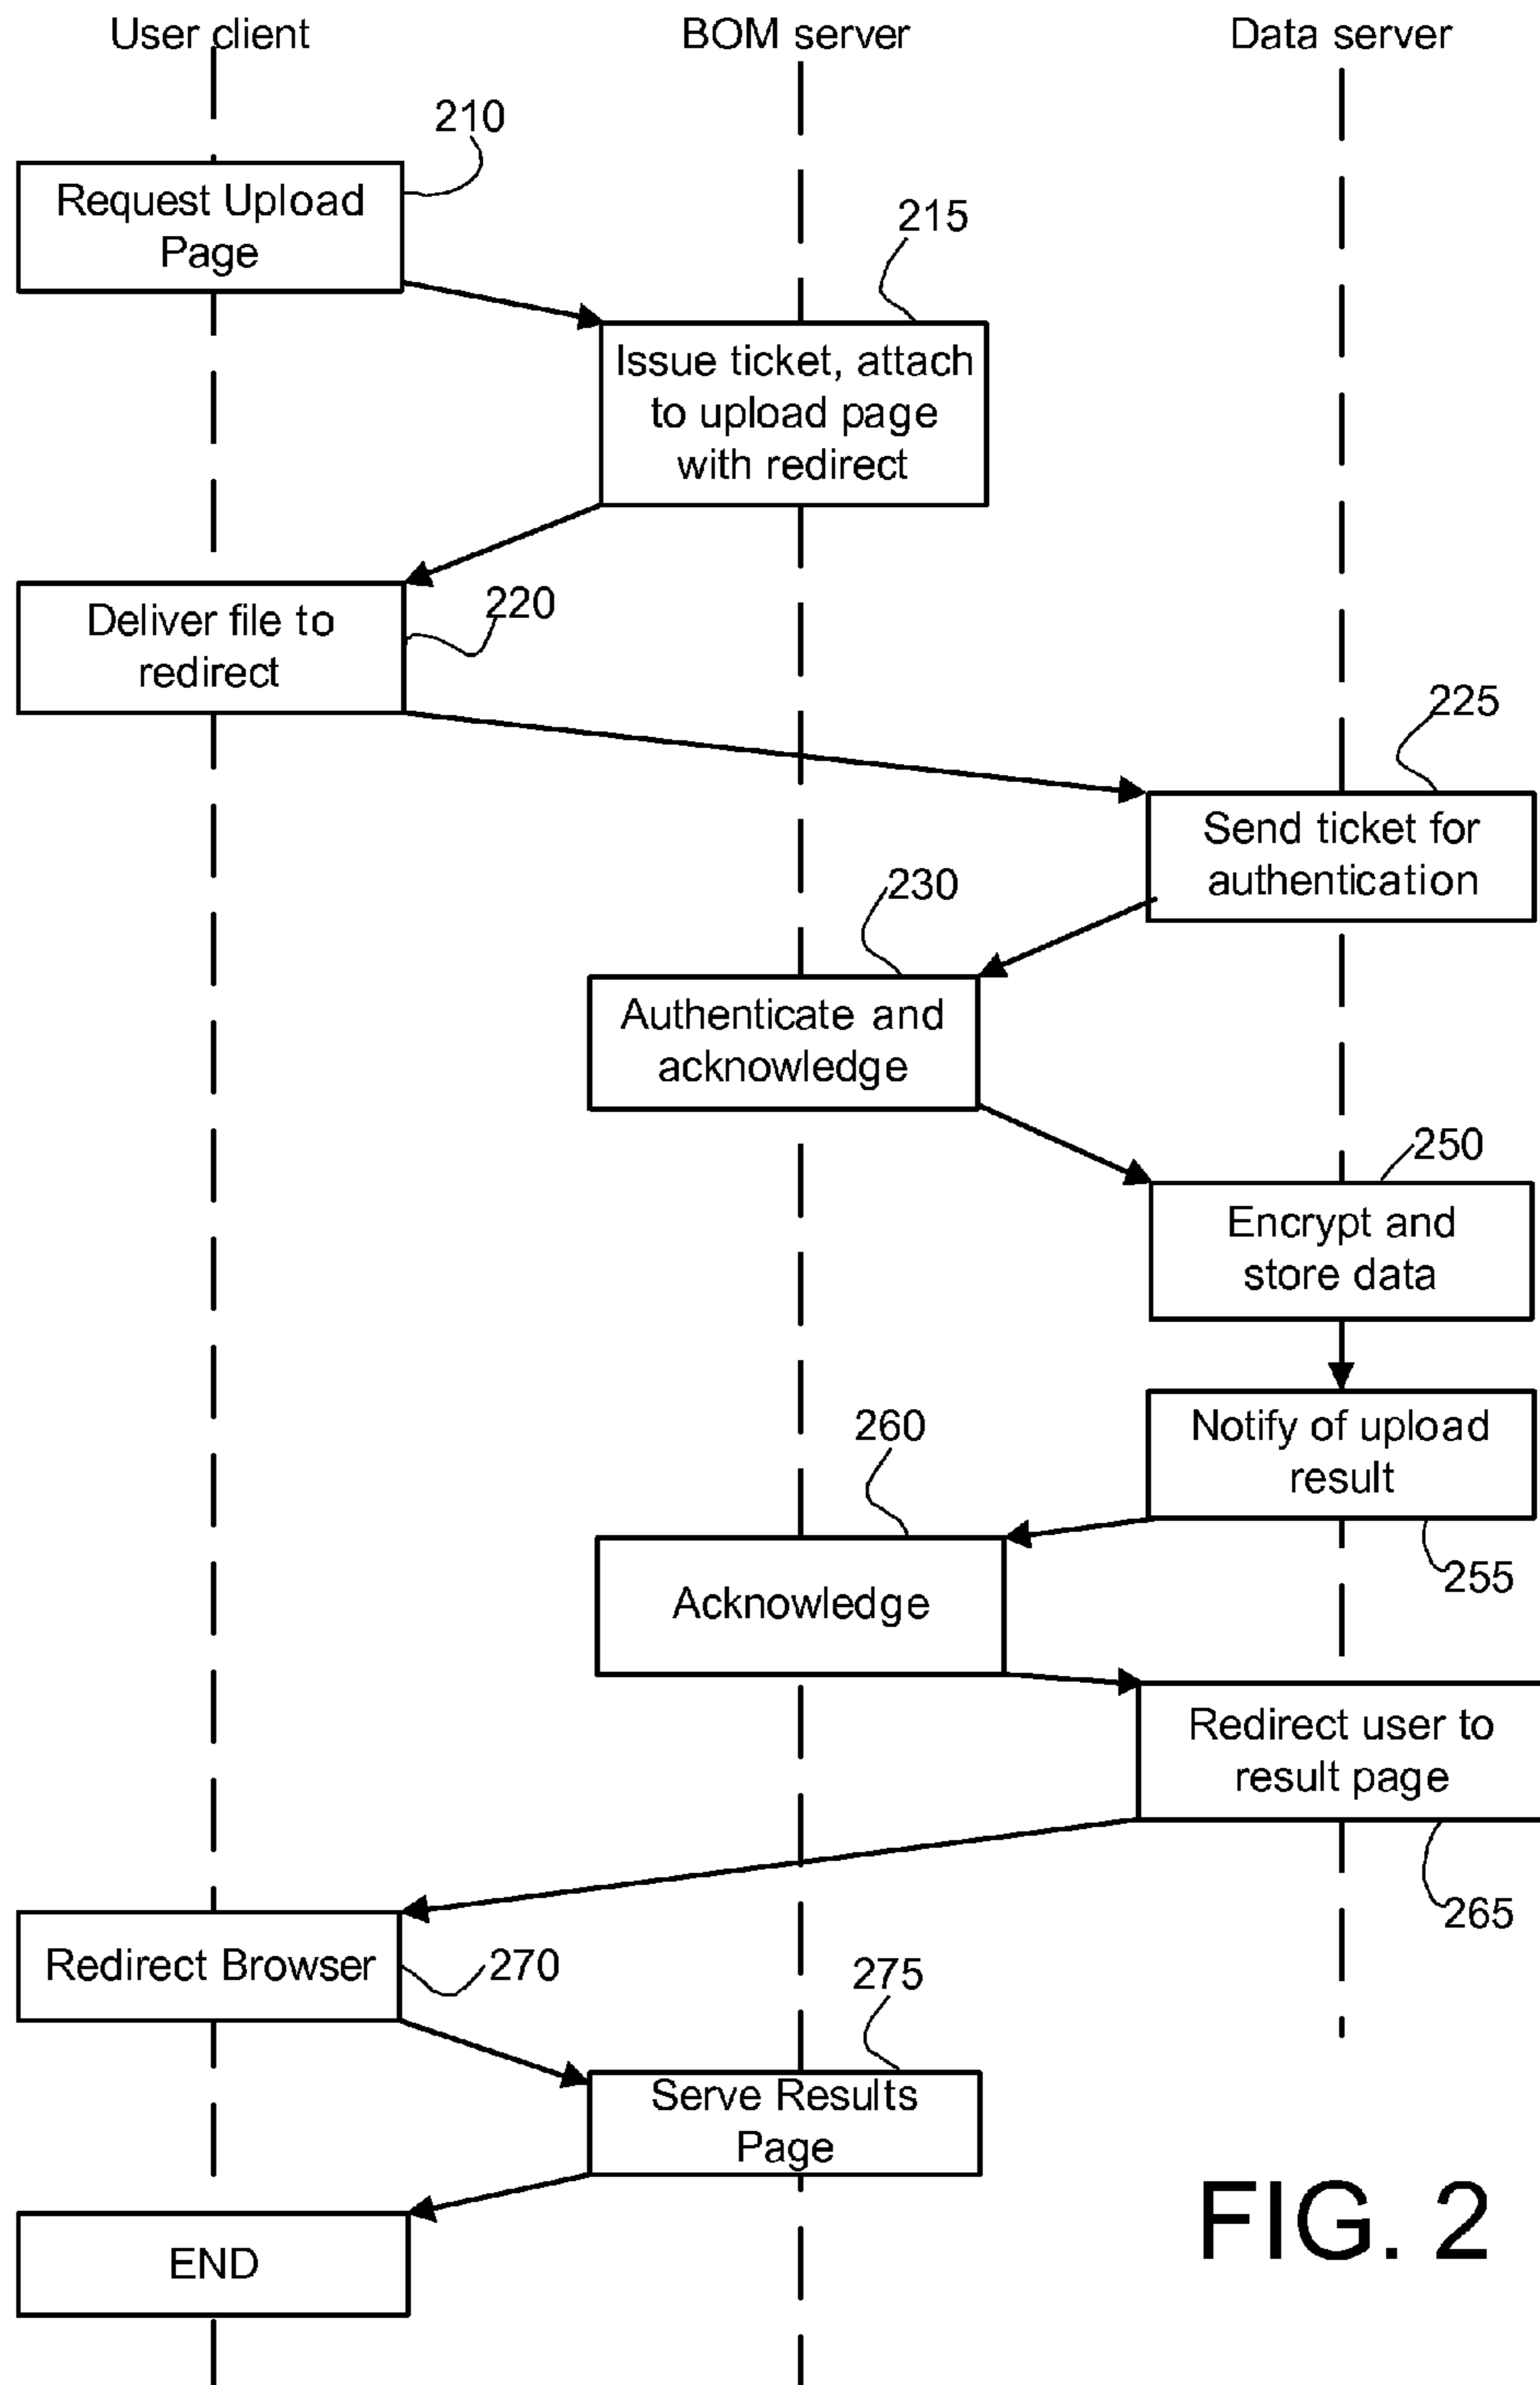 User client
BOM server
Data server
210
Request Upload
Page
215
Issue ticket, attach
to upload page
with redirect
220
Deliver file to
redirect
225
Send ticket for
authentication
230
Authenticate and
acknowledge
250
Encrypt and
store data
Notify of upload
result
255
260
Acknowledge
Redirect user to
result page
265
Redirect Browser
270
275
Serve Results
Page
END
FIG. 2